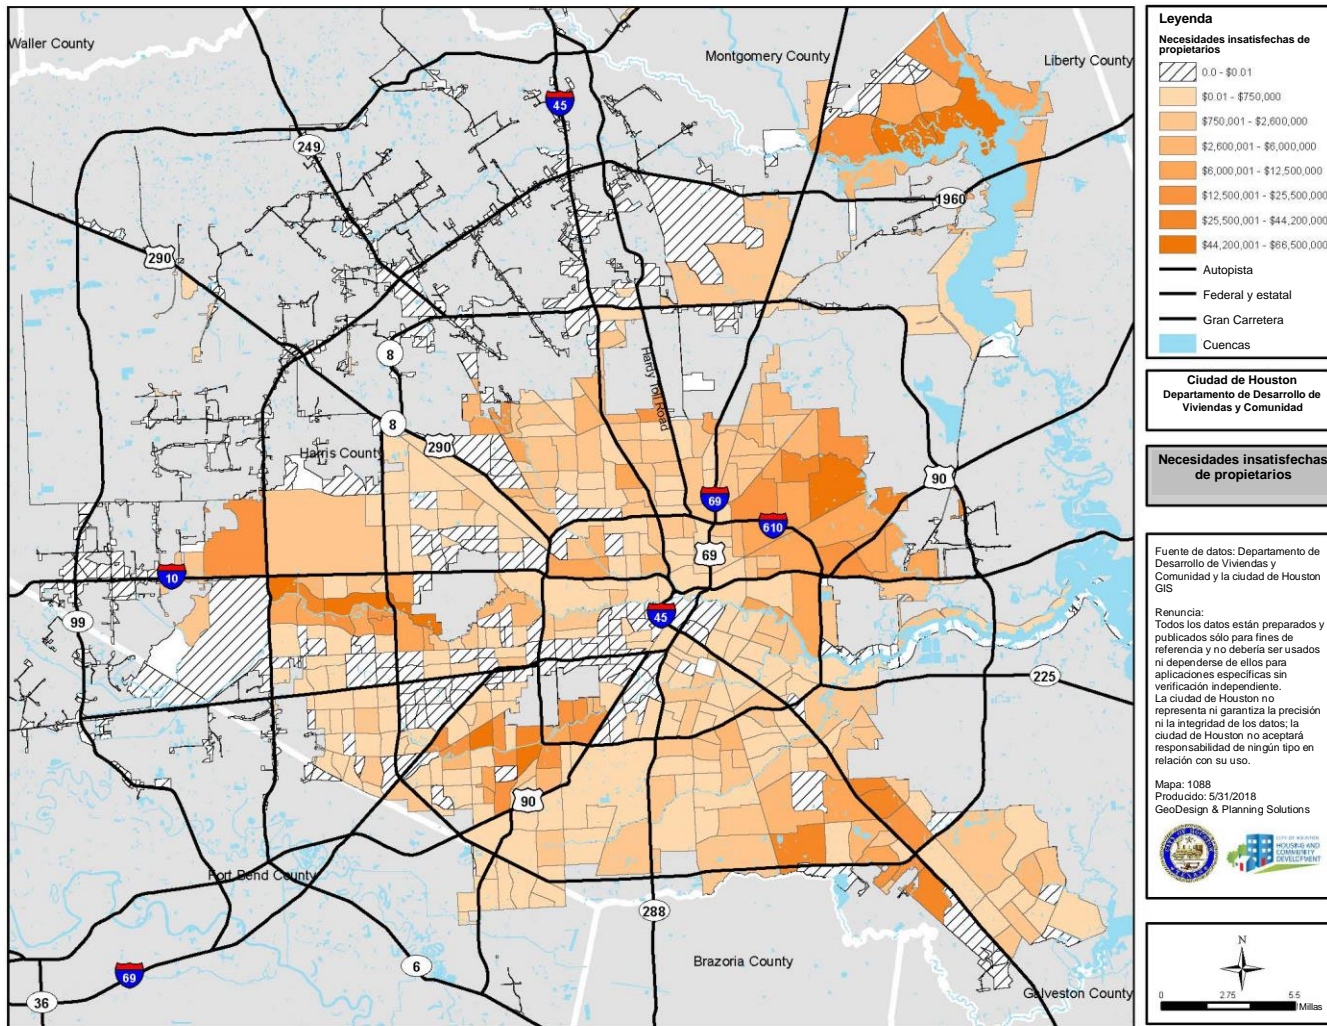 Waller County
Montgomery County
Liberty County
45
249
1960
290
8
Hardy Toll Road
8
290
Harris County
90
69
610
69
10
99
45
225
90
Fort Bend County
288
6
69
36
Brazoria County
Galveston County
Leyenda
Necesidades insatisfechas de
propietarios
0.0 - $0.01
$0.01 - $750,000
$750,001 - $2,600,000
$2,600,001 - $6,000,000
$6,000,001 - $12,500,000
$12,500,001 - $25,500,000
$25,500,001 - $44,200,000
$44,200,001 - $66,500,000
Autopista
Federal y estatal
Gran Carretera
Cuencas
Ciudad de Houston
Departamento de Desarrollo de
Viviendas y Comunidad
Necesidades insatisfechas
de propietarios
Fuente de datos: Departamento de
Desarrollo de Viviendas y
Comunidad y la ciudad de Houston
GIS
Renuncia:
Todos los datos están preparados y
publicados sólo para fines de
referencia y no debería ser usados
ni dependerse de ellos para
aplicaciones específicas sin
verificación independiente.
La ciudad de Houston no
representa ni garantiza la precisión
ni la integridad de los datos; la
ciudad de Houston no aceptará
responsabilidad de ningún tipo en
relación con su uso.
Mapa: 1088
Producido: 5/31/2018
GeoDesign & Planning Solutions
CITY OF HOUSTON
HOUSING AND
COMMUNITY
DEVELOPMENT
N
0 2.75 5.5
Millas